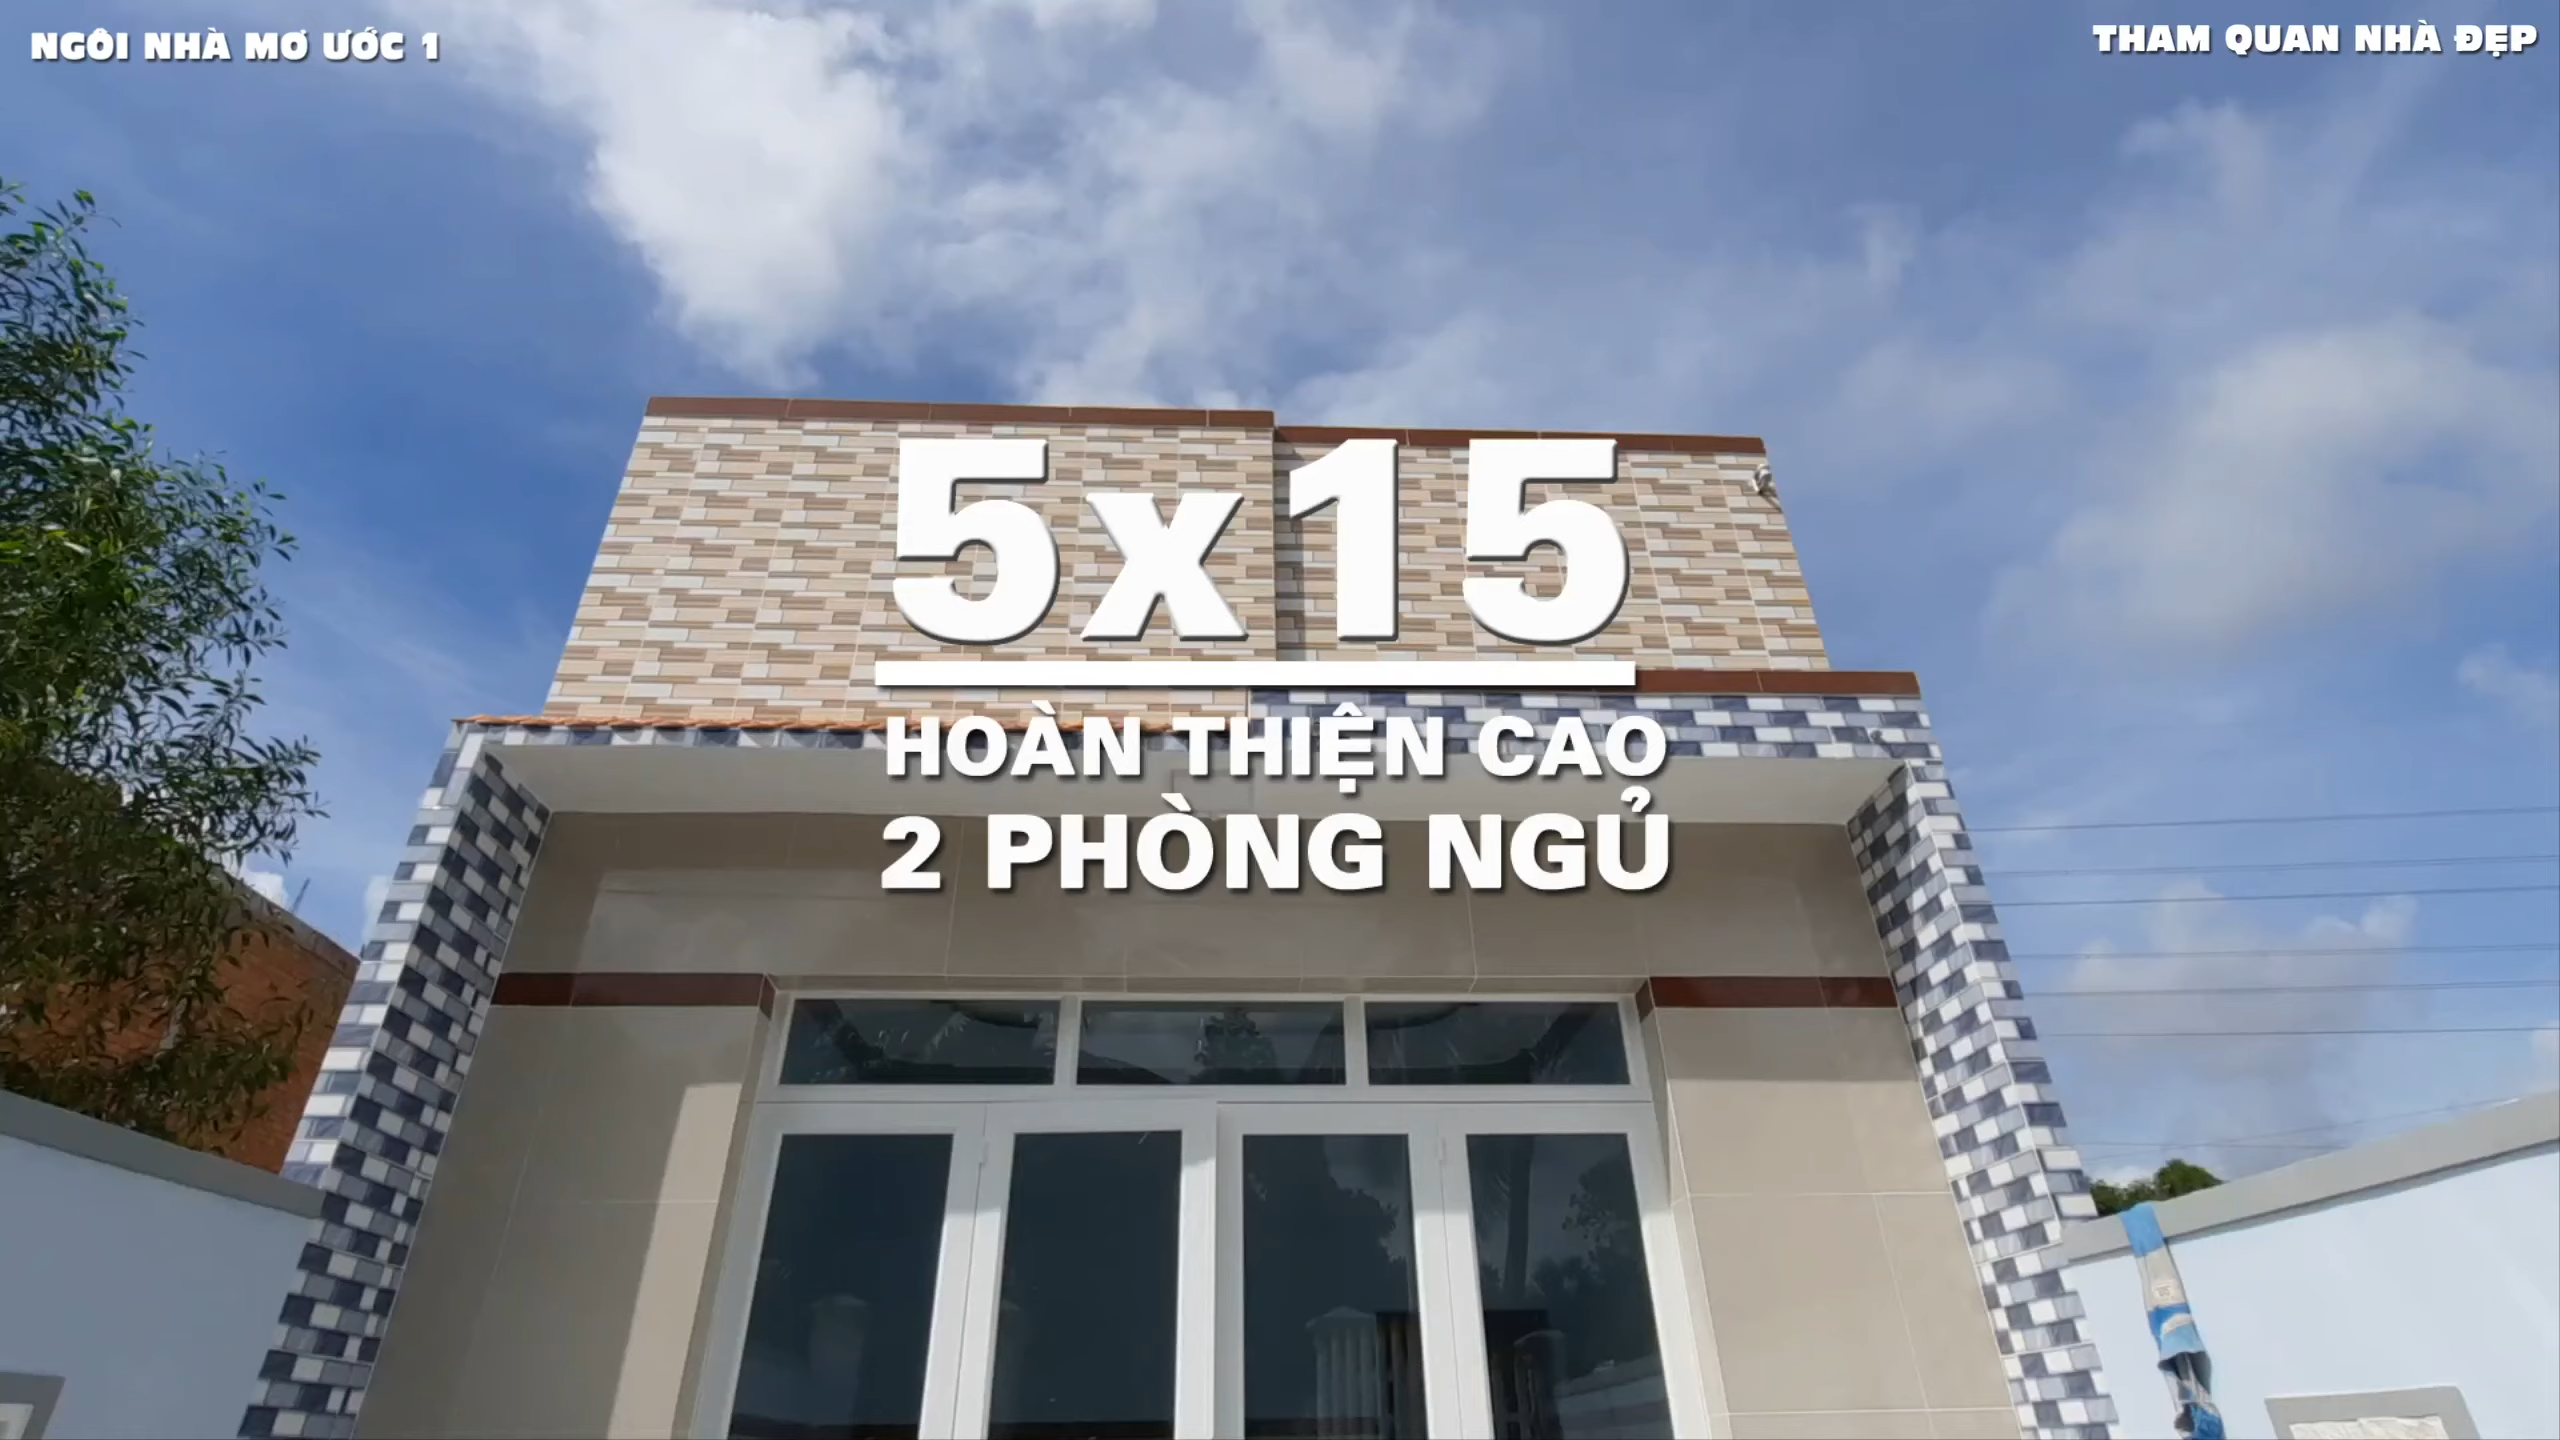 NGÔI NHÀ MƠ ƯỚC 1
THAM QUAN NHÀ ĐẸP
5x15
HOÀN THIỆN CAO
2 PHÒNG NGỦ